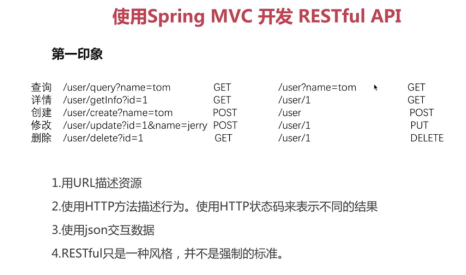 使用Spring MVC 开发 RESTful API
第一印象
查询 /user/query?name=tom GET /user?name=tom GET
详情 /user/getInfo?id=1 GET /user/1 GET
创建 /user/create?name=tom POST /user POST
修改 /user/update?id=1&name=jerry POST /user/1 PUT
删除 /user/delete?id=1 GET /user/1 DELETE
1.用URL描述资源
2.使用HTTP方法描述行为。使用HTTP状态码来表示不同的结果
3.使用json交互数据
4.RESTful只是一种风格，并不是强制的标准。